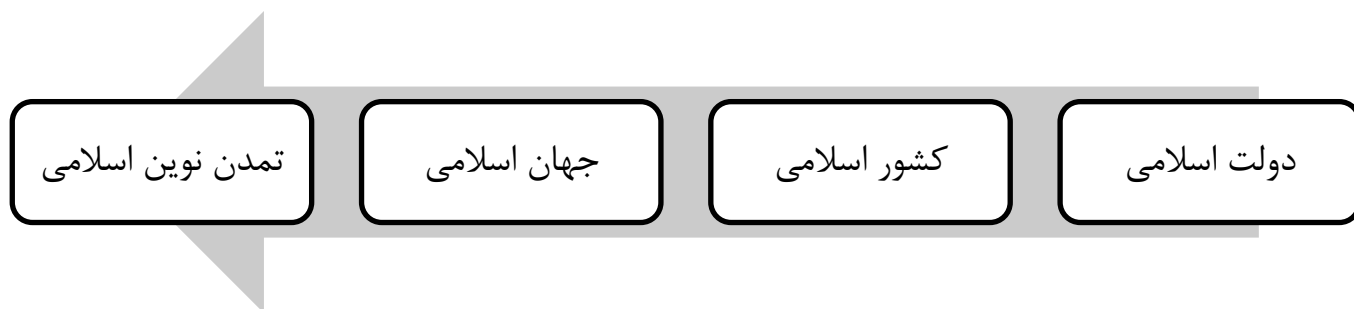 دولت اسلامی
کشور اسلامی
جهان اسلامی
تمدن نوین اسلامی